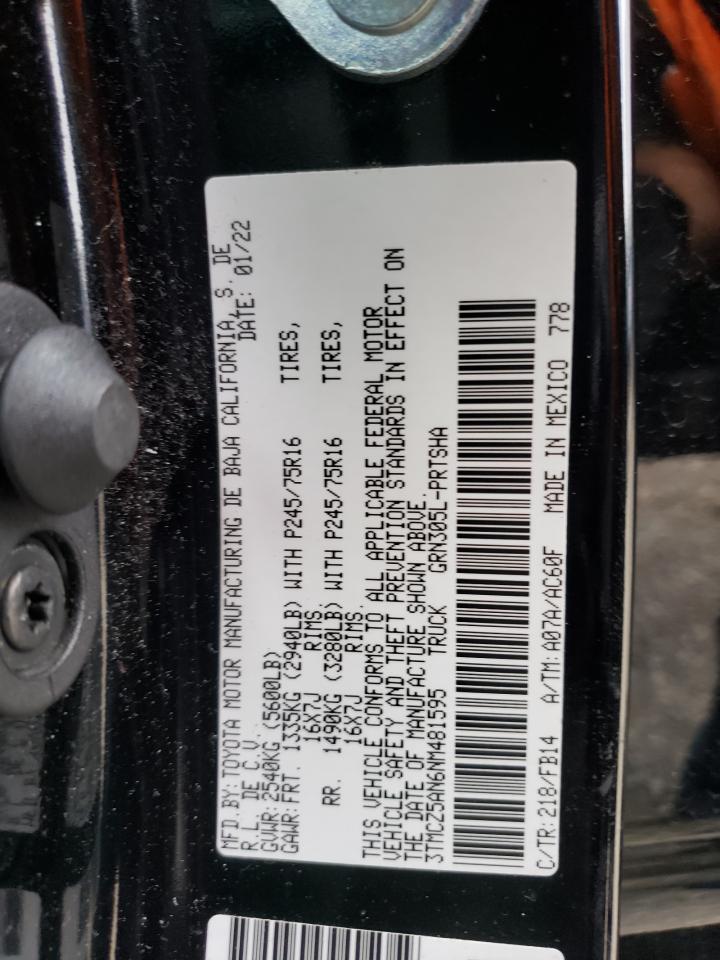 MFD.BY:TOYOTA MOTOR MANUFACTURING DE BAJA CALIFORNIA, S. DE
R.L. DE C.V. DATE: 01/22
GVWR:2540KG (5600LB)
GAWR:FRT. 1335KG (2940LB) WITH P245/75R16 TIRES,
16X7J RIMS.
RR. 1490KG (3280LB) WITH P245/75R16 TIRES,
16X7J RIMS.
THIS VEHICLE CONFORMS TO ALL APPLICABLE FEDERAL MOTOR
VEHICLE SAFETY AND THEFT PREVENTION STANDARDS IN EFFECT ON
THE DATE OF MANUFACTURE SHOWN ABOVE.
3TMCZ5AN6NM481595 TRUCK GRN305L-PRTSHA
C/TR:218/FB14 A/TM:A07A/AC60F MADE IN MEXICO 778